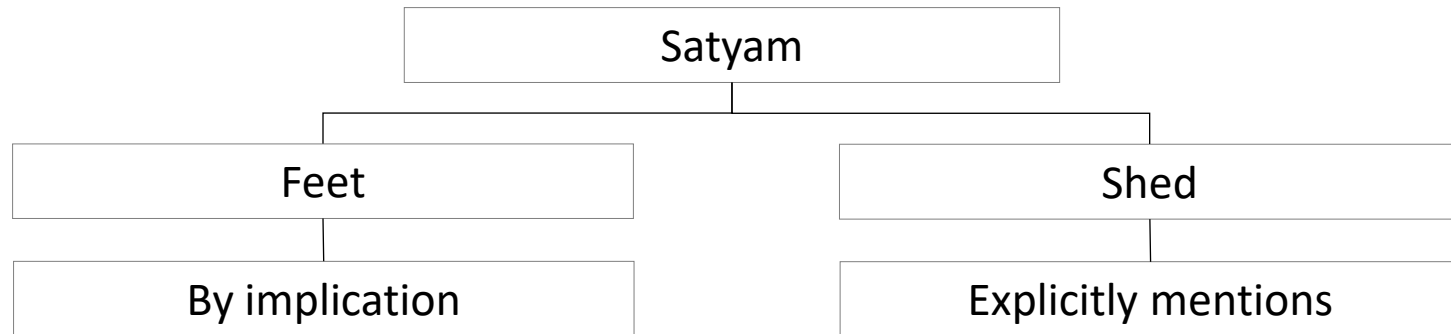 Satyam
Feet
Shed
By implication
Explicitly mentions